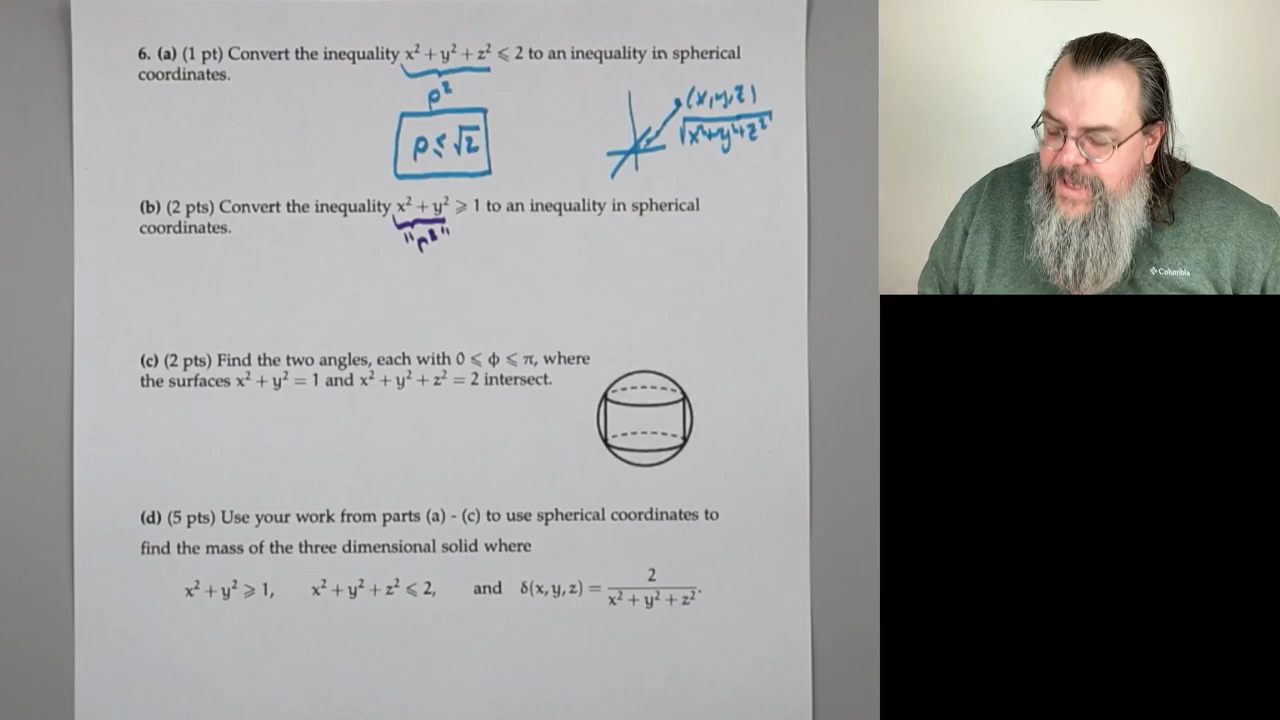 6. (a) (1 pt) Convert the inequality x² + y² + z² ⩽ 2 to an inequality in spherical
coordinates.
ρ²
ρ ≤ √2
(x,y,z)
√x²+y²+z²
(b) (2 pts) Convert the inequality x² + y² ⩾ 1 to an inequality in spherical
coordinates.
"r²"
Columbia
(c) (2 pts) Find the two angles, each with 0 ⩽ ϕ ⩽ π, where
the surfaces x² + y² = 1 and x² + y² + z² = 2 intersect.
(d) (5 pts) Use your work from parts (a) - (c) to use spherical coordinates to
find the mass of the three dimensional solid where
x² + y² ⩾ 1, x² + y² + z² ⩽ 2, and δ(x, y, z) = 2 / (x² + y² + z²).